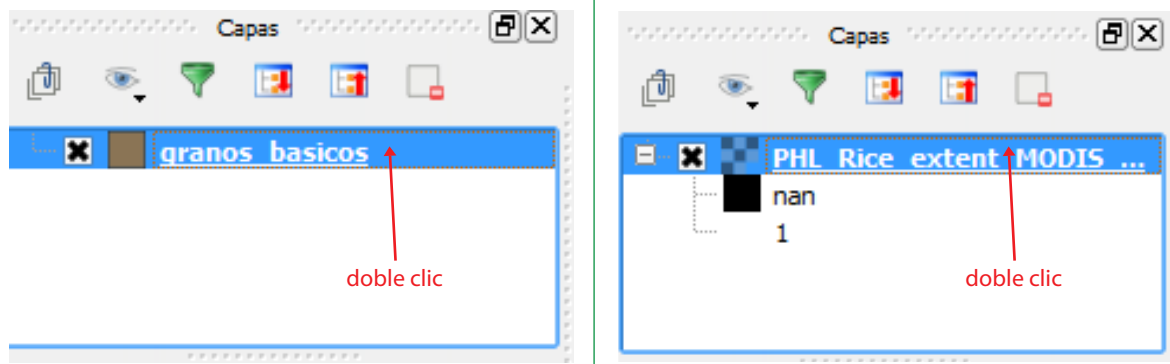 Capas
granos_basicos
doble clic
Capas
PHL_Rice_extent_MODIS_...
nan
1
doble clic